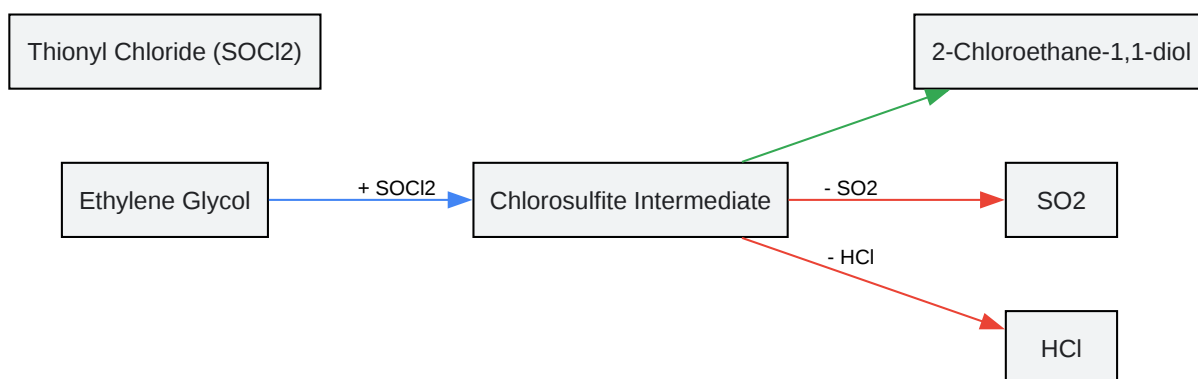 Thionyl Chloride (SOCl2)
2-Chloroethane-1,1-diol
Ethylene Glycol
+ SOCl2
Chlorosulfite Intermediate
- SO2
SO2
- HCl
HCl